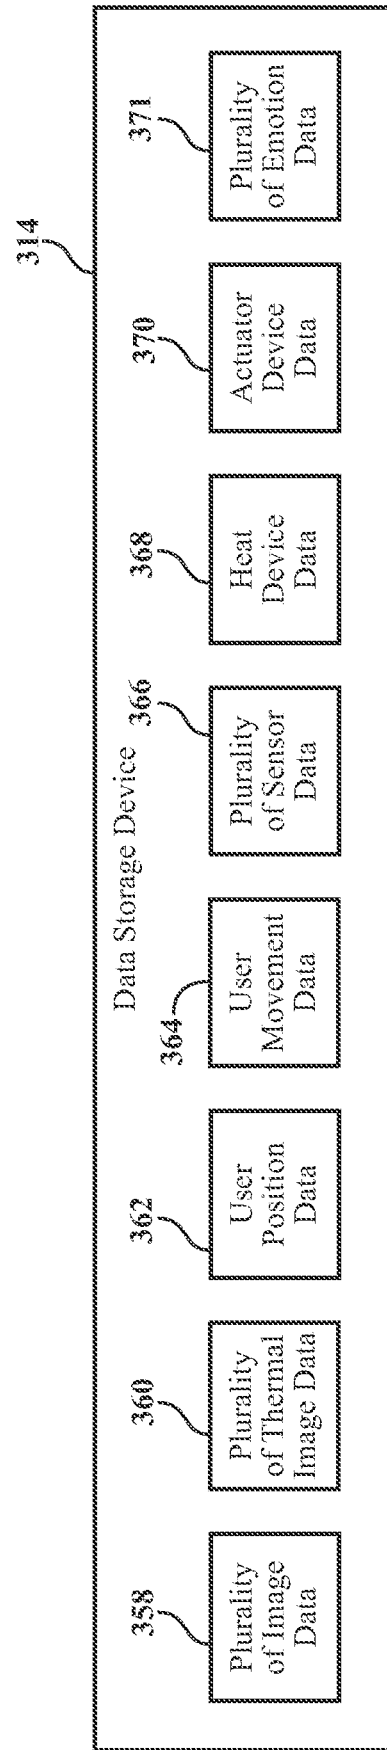 314
Data Storage Device
358
Plurality
of Image
Data
360
Plurality
of Thermal
Image Data
362
User
Position
Data
364
User
Movement
Data
366
Plurality
of Sensor
Data
368
Heat
Device
Data
370
Actuator
Device
Data
371
Plurality
of Emotion
Data